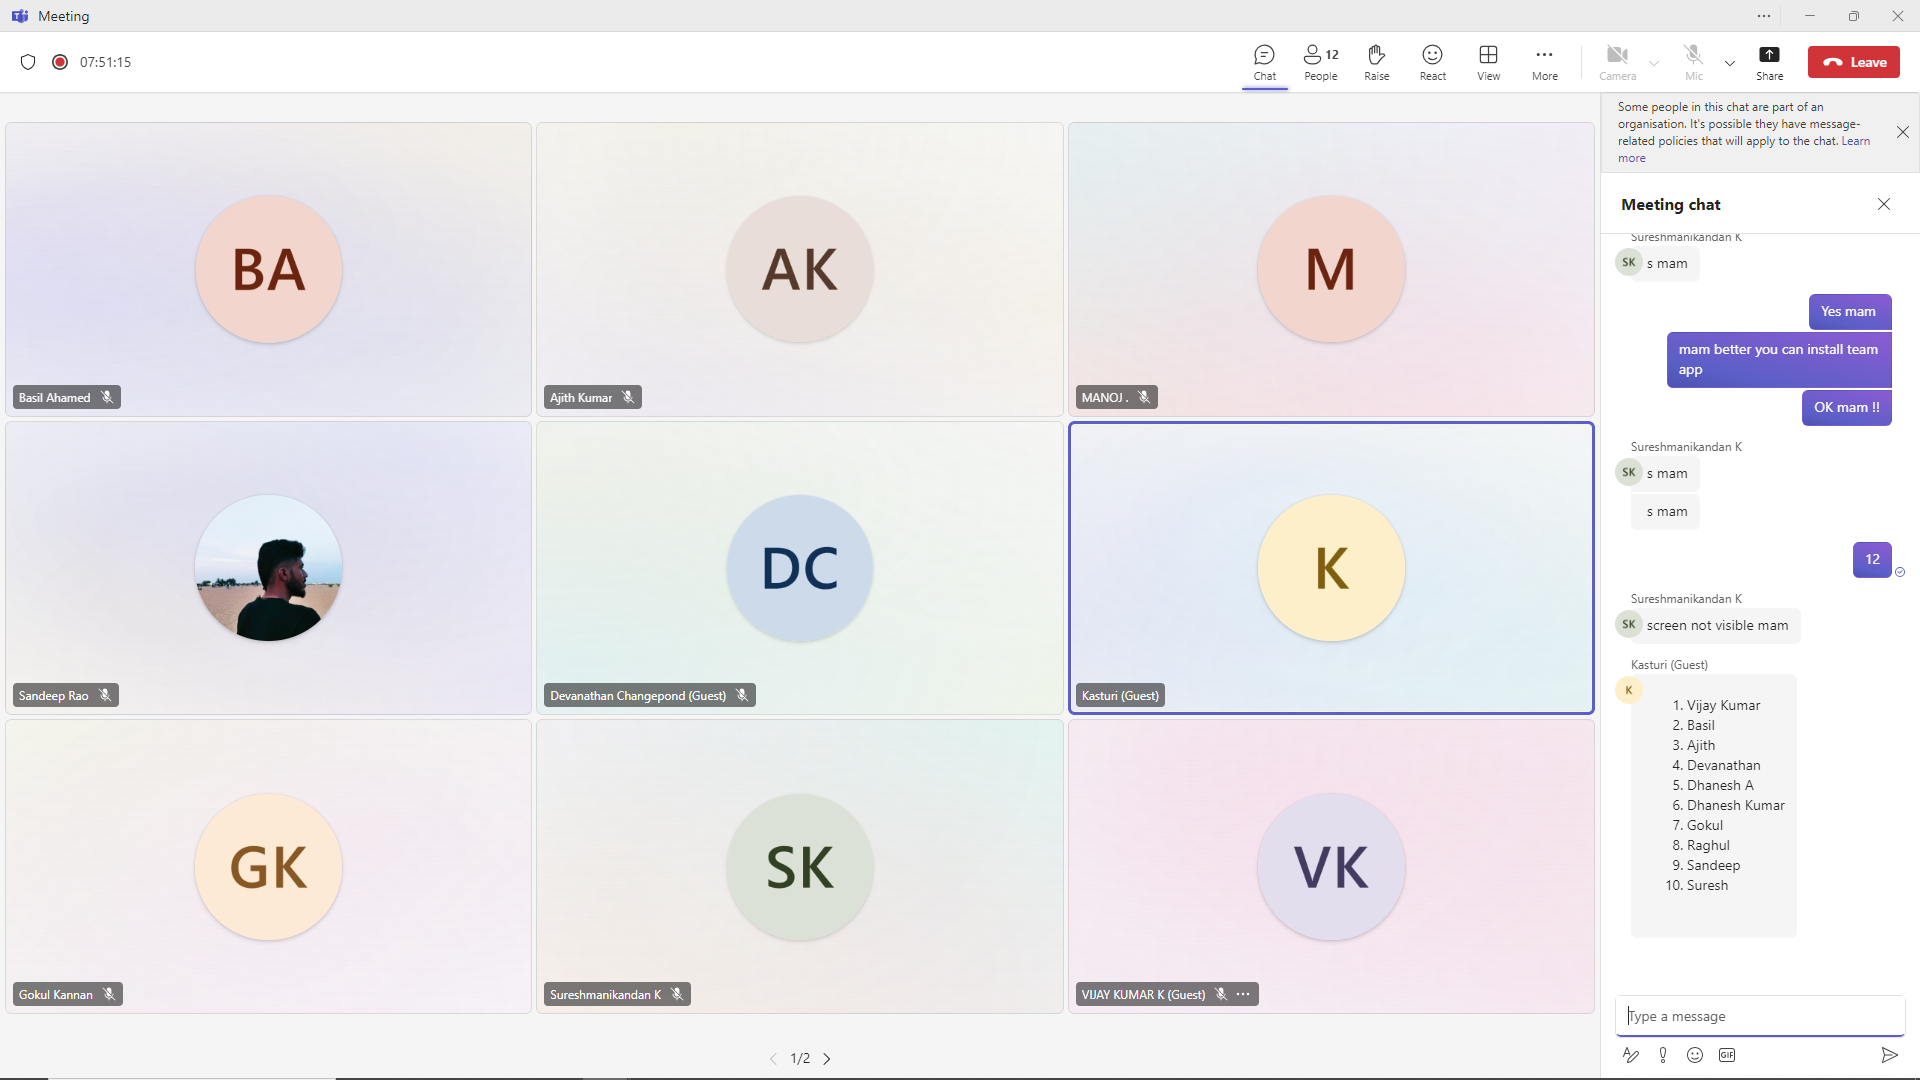 Meeting
07:51:15
Chat
12
People
Raise
React
View
More
Camera
Mic
Share
Leave
BA
Basil Ahamed
AK
Ajith Kumar
M
MANOJ .
Sandeep Rao
DC
Devanathan Changepond (Guest)
K
Kasturi (Guest)
GK
Gokul Kannan
SK
Sureshmanikandan K
VK
VIJAY KUMAR K (Guest)
1/2
Some people in this chat are part of an
organisation. It's possible they have message-
related policies that will apply to the chat. Learn
more
Meeting chat
Sureshmanikandan K
SK
s mam
Yes mam
mam better you can install team
app
OK mam !!
Sureshmanikandan K
SK
s mam
s mam
12
Sureshmanikandan K
SK
screen not visible mam
Kasturi (Guest)
K
1. Vijay Kumar
2. Basil
3. Ajith
4. Devanathan
5. Dhanesh A
6. Dhanesh Kumar
7. Gokul
8. Raghul
9. Sandeep
10. Suresh
Type a message
GIF